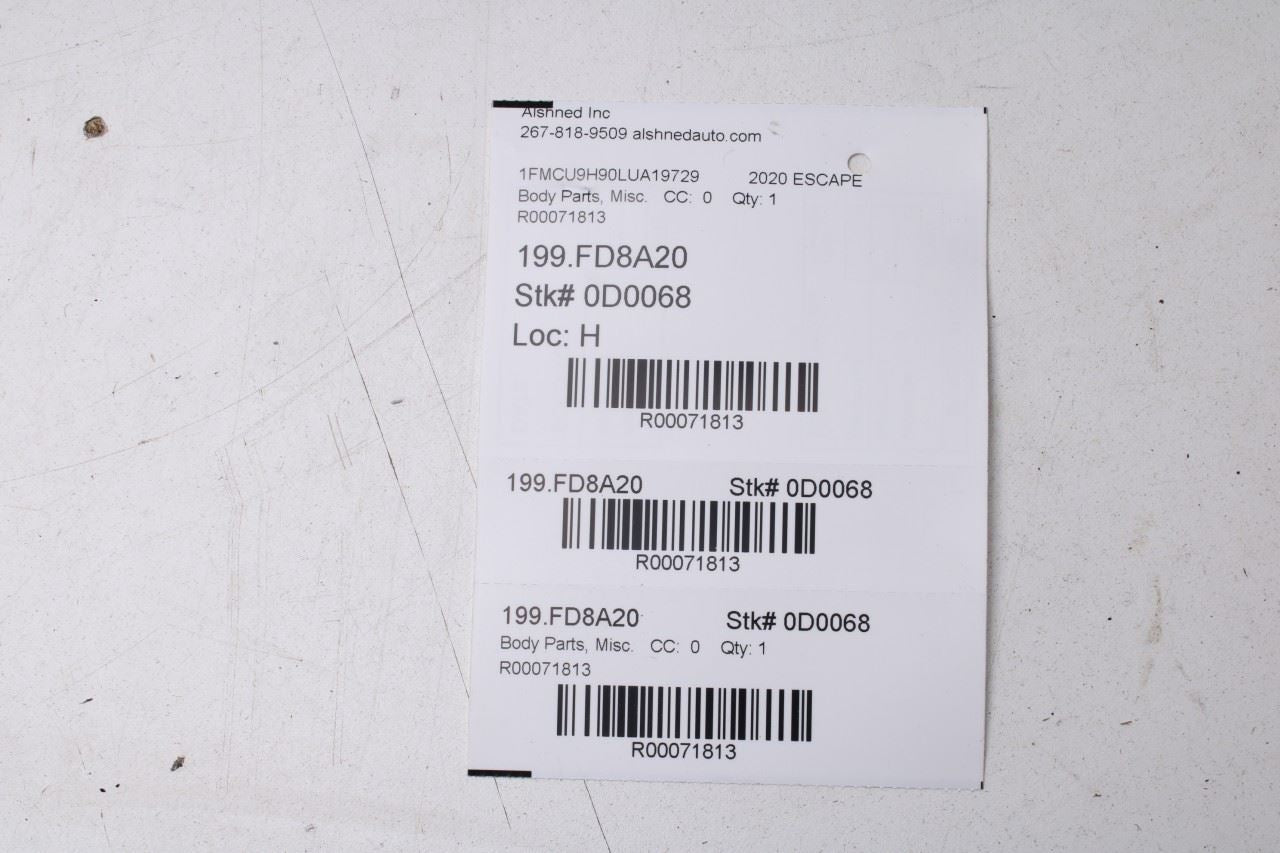 Alshned Inc
267-818-9509 alshnedauto.com
1FMCU9H90LUA19729 2020 ESCAPE
Body Parts, Misc. CC: 0 Qty: 1
R00071813
199.FD8A20
Stk# 0D0068
Loc: H
R00071813
199.FD8A20 Stk# 0D0068
R00071813
199.FD8A20 Stk# 0D0068
Body Parts, Misc. CC: 0 Qty: 1
R00071813
R00071813